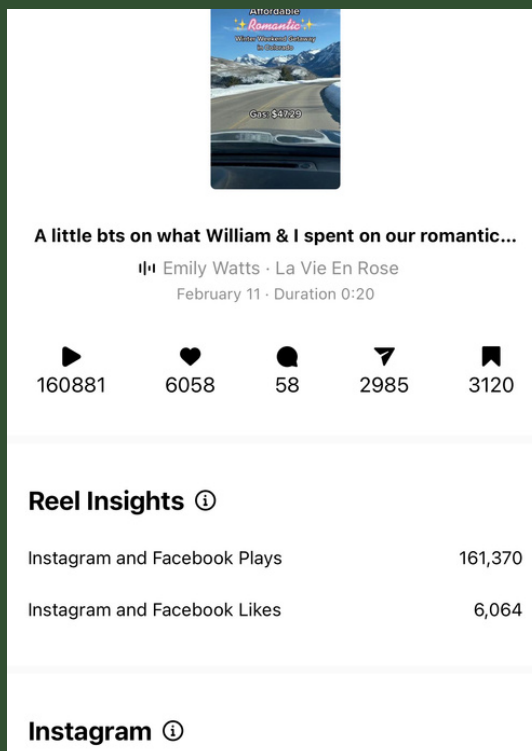 Affordable
Romantic
Winter Weekend Getaway
in Colorado
Gas: $47.29
A little bts on what William & I spent on our romantic...
Emily Watts · La Vie En Rose
February 11 · Duration 0:20
160881 6058 58 2985 3120
Reel Insights
Instagram and Facebook Plays 161,370
Instagram and Facebook Likes 6,064
Instagram